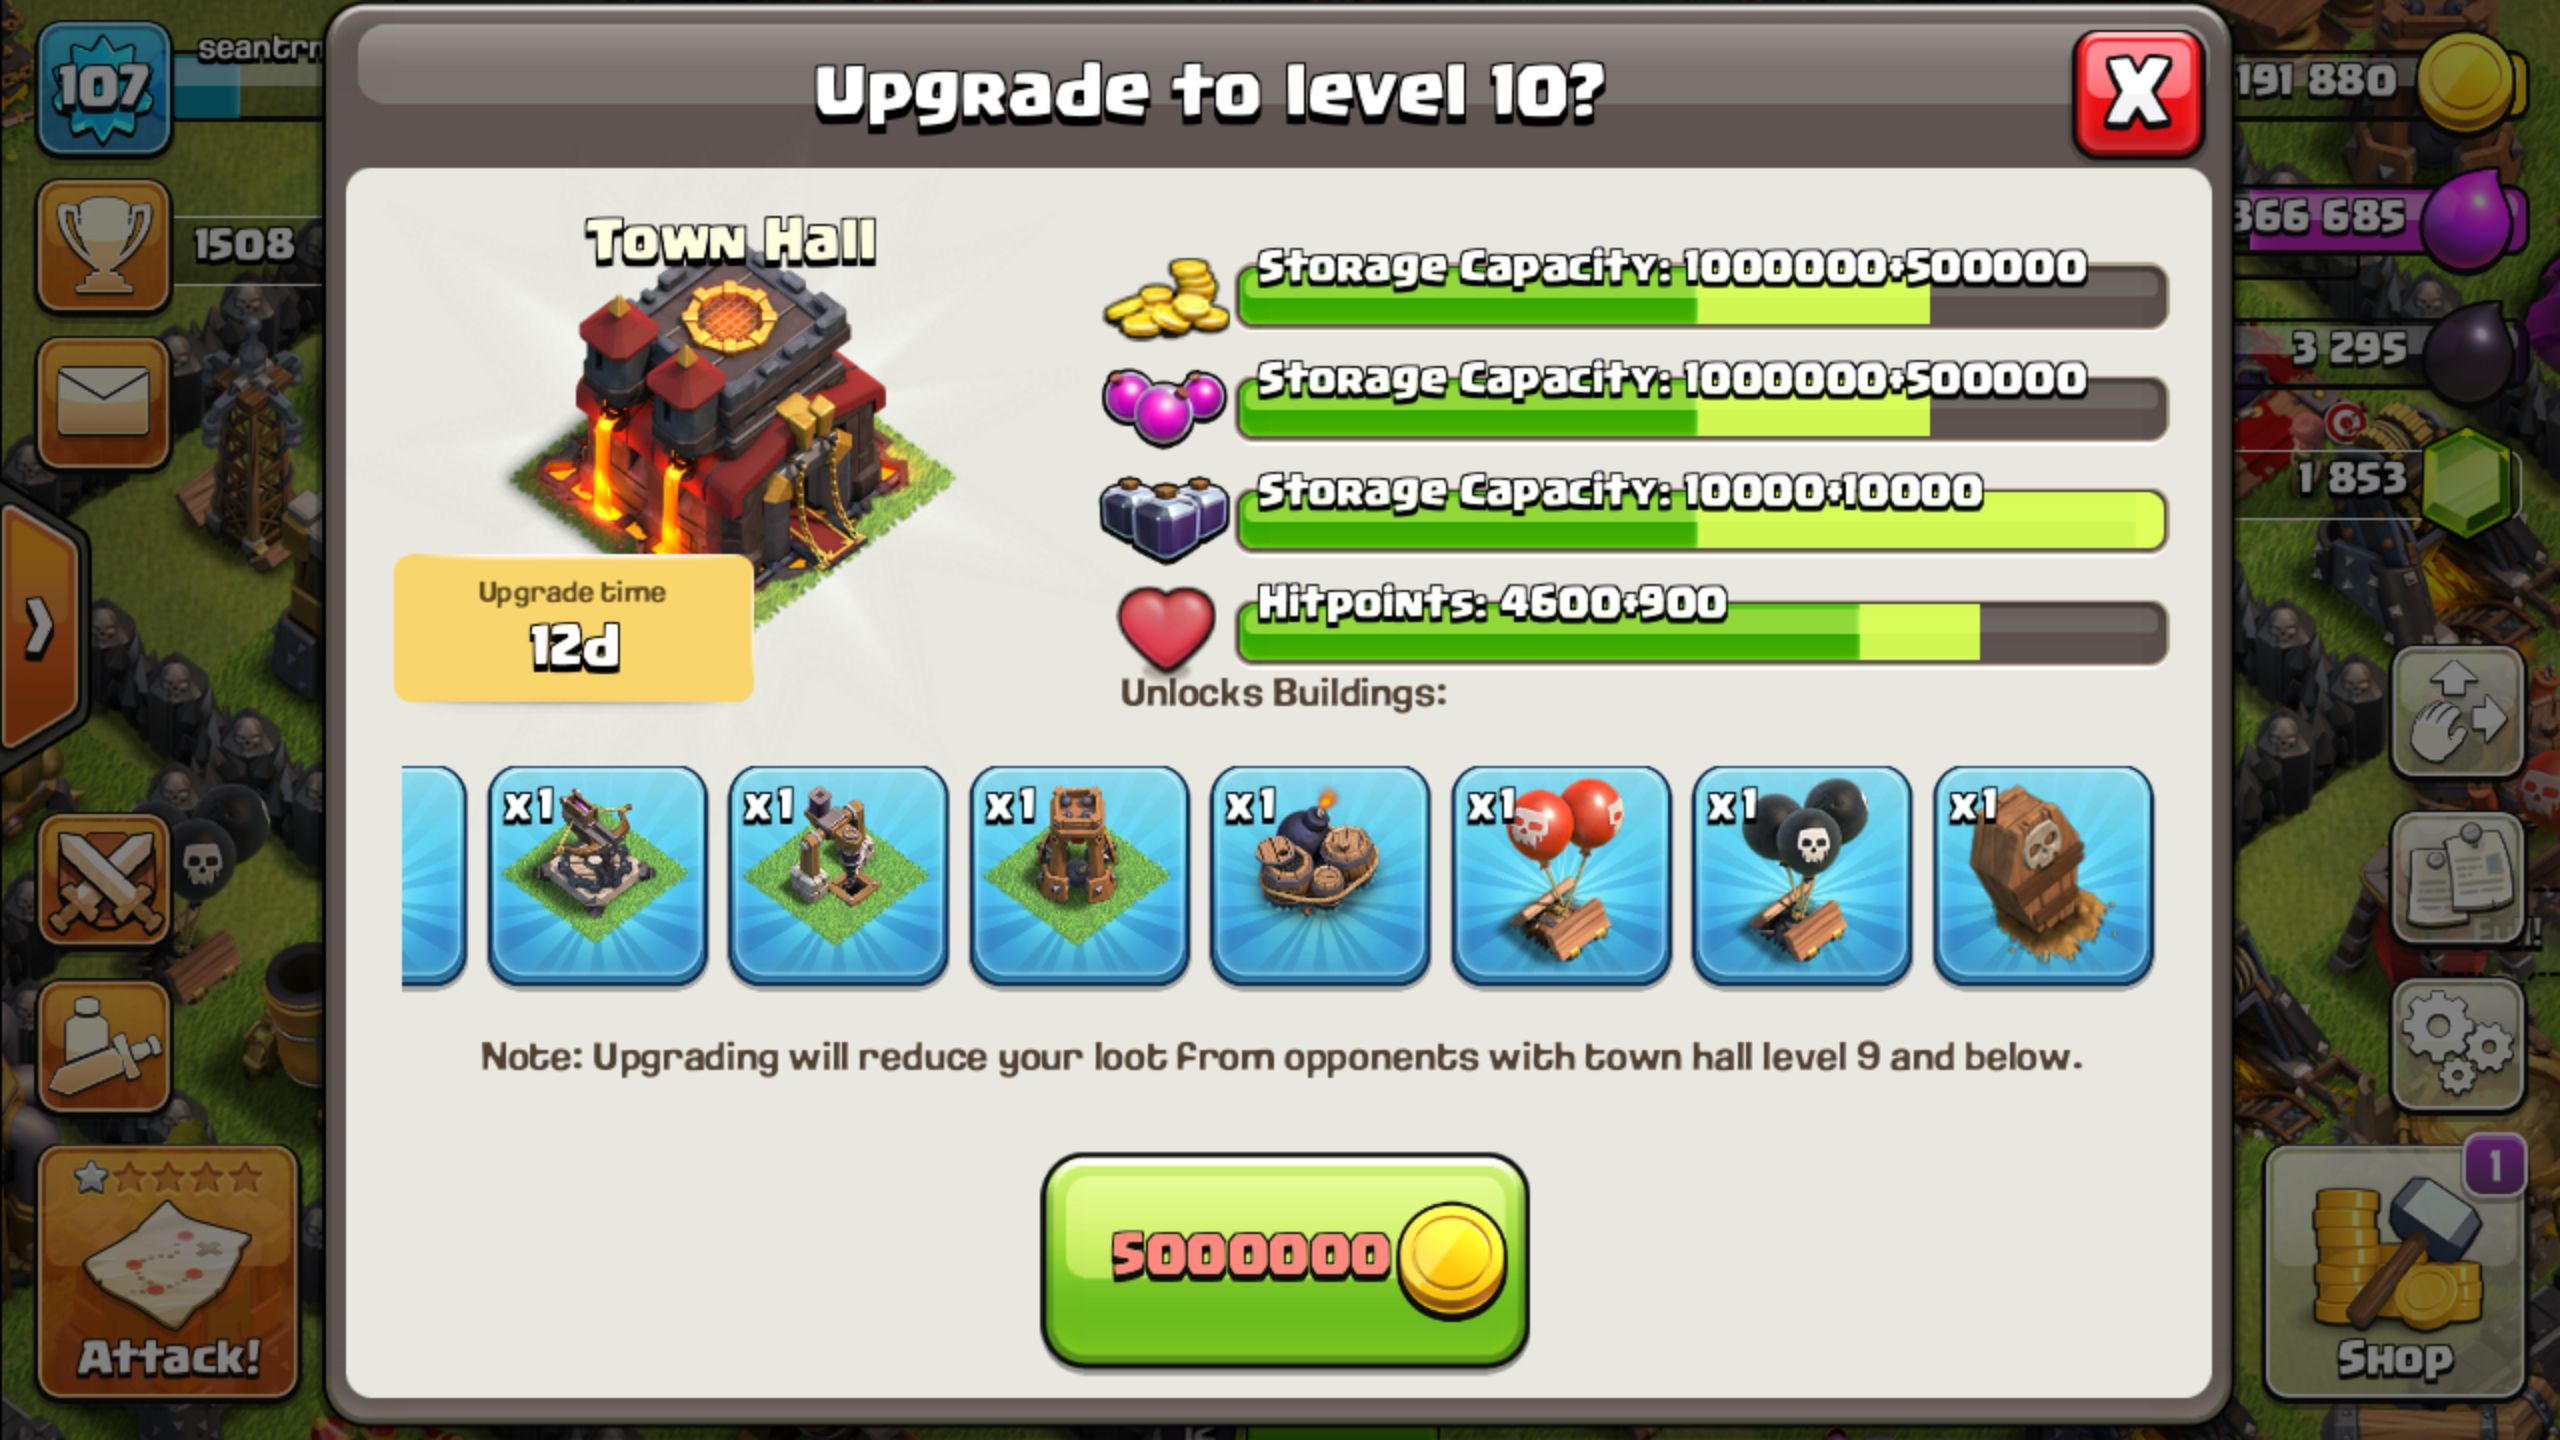 Upgrade to level 10?
X
107
seantrn
1508
191 880
366 685
3 295
1 853
Town Hall
Storage Capacity: 1000000+500000
Storage Capacity: 1000000+500000
Storage Capacity: 10000+10000
Hitpoints: 4600+900
Upgrade time
12d
Unlocks Buildings:
x1
x1
x1
x1
x1
x1
x1
Note: Upgrading will reduce your loot from opponents with town hall level 9 and below.
5000000
Attack!
1
Shop